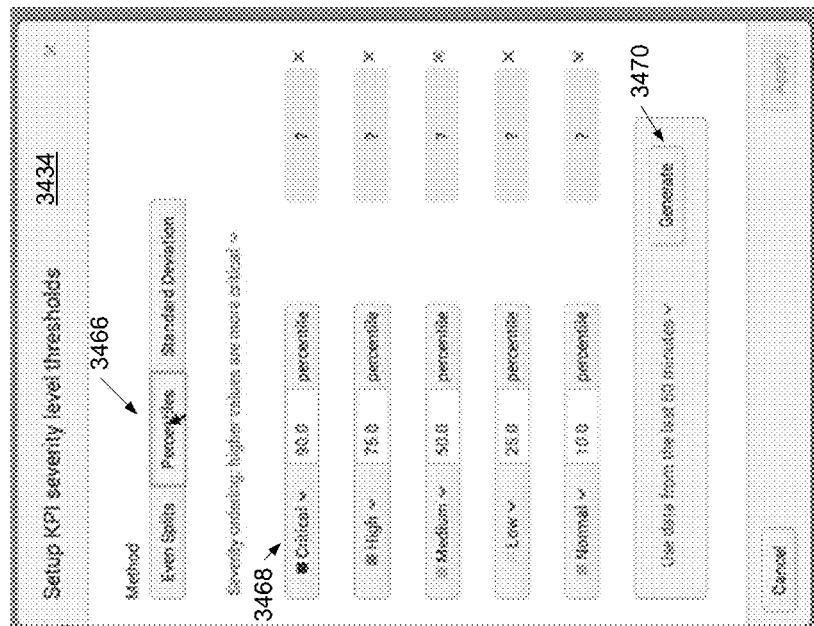 Setup KPI severity level thresholds
×
3434
3466
Method
Even Splits Percentiles Standard Deviation
Severity ordering: higher values are more critical
3468
Critical 90.0 percentile ? ×
High 75.0 percentile ? ×
Medium 50.0 percentile ? ×
Low 25.0 percentile ? ×
Normal 10.0 percentile ? ×
Use data from the last 60 minutes
Generate
3470
Cancel
Apply